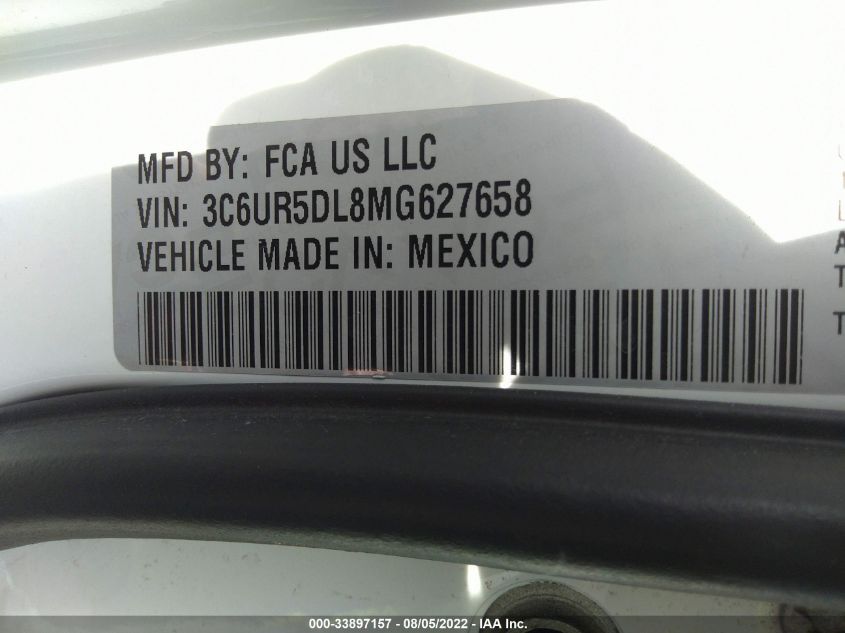 MFD BY: FCA US LLC
VIN: 3C6UR5DL8MG627658
VEHICLE MADE IN: MEXICO
000-33897157 - 08/05/2022 - IAA Inc.